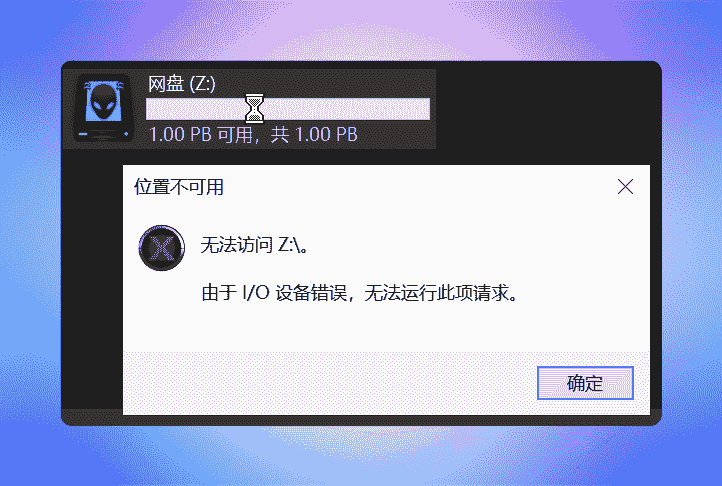 网盘 (Z:)
1.00 PB 可用，共 1.00 PB
位置不可用
无法访问 Z:\。
由于 I/O 设备错误，无法运行此项请求。
确定